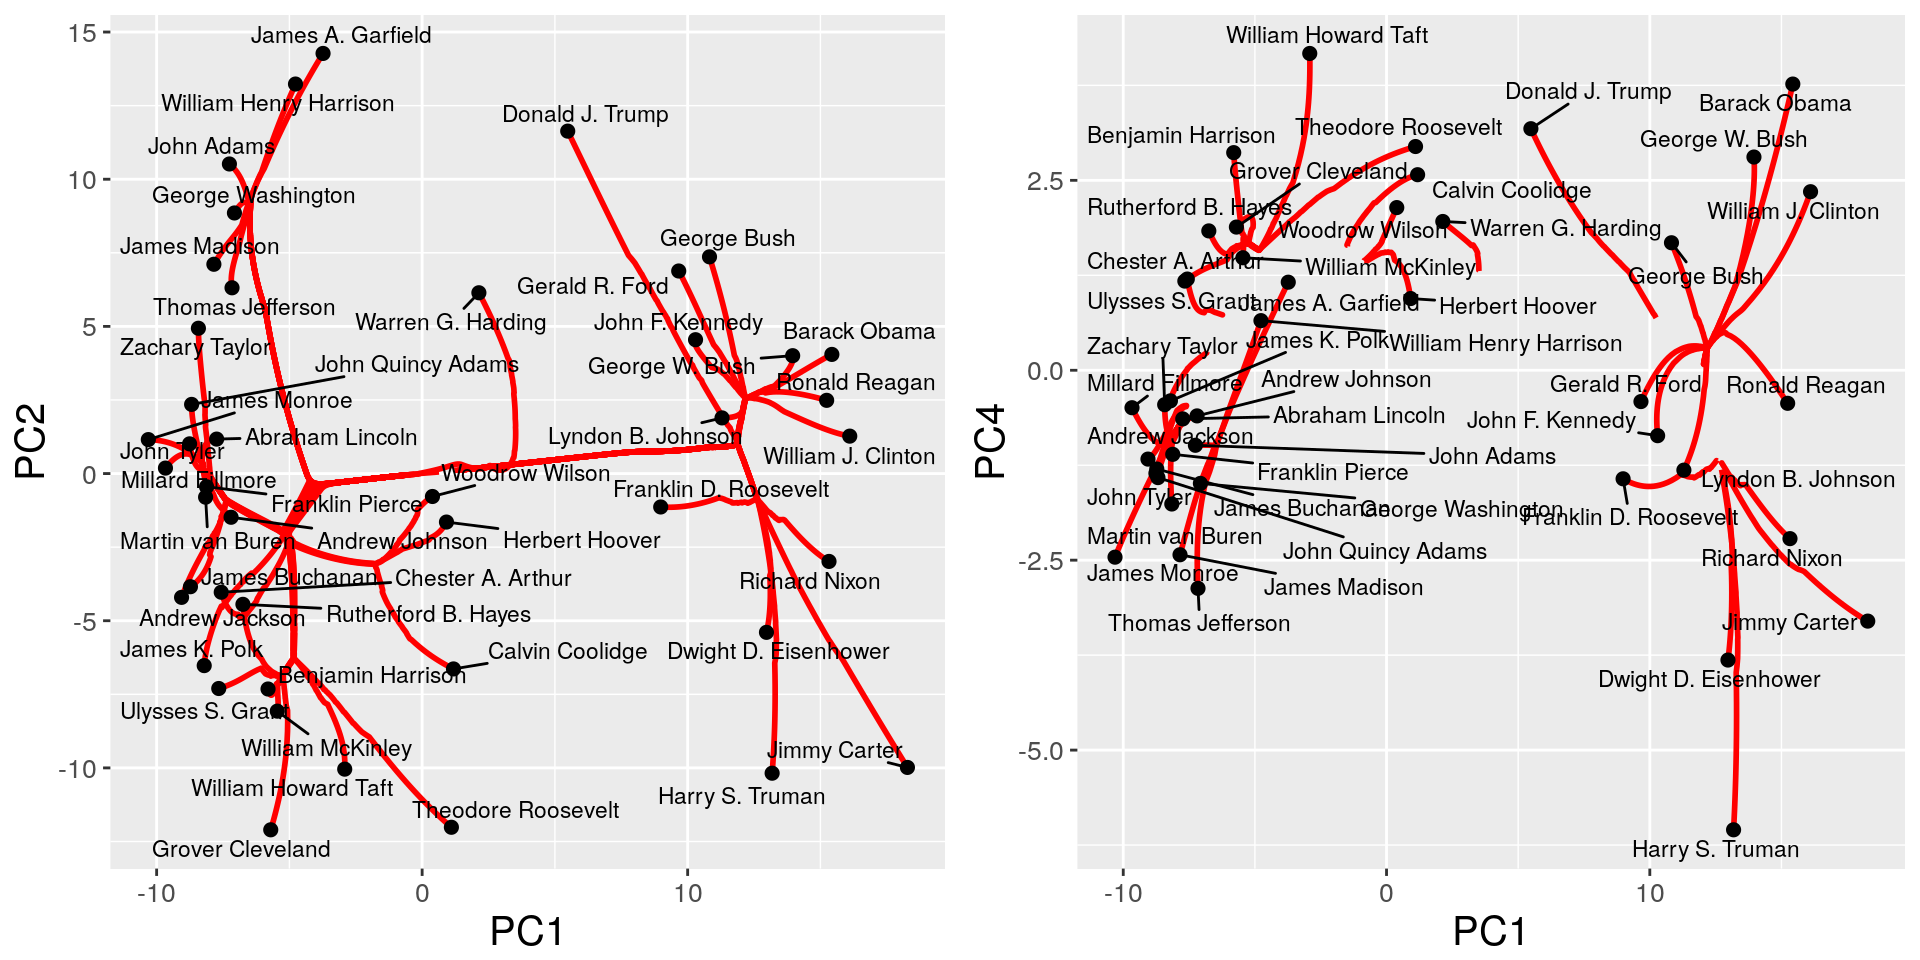 James A. Garfield
William Henry Harrison
John Adams
George Washington
James Madison
Thomas Jefferson
Zachary Taylor
John Quincy Adams
James Monroe
Abraham Lincoln
John Tyler
Millard Fillmore
Franklin Pierce
Martin van Buren
Andrew Johnson
James Buchanan
Chester A. Arthur
Andrew Jackson
Rutherford B. Hayes
James K. Polk
Benjamin Harrison
Ulysses S. Grant
William McKinley
William Howard Taft
Theodore Roosevelt
Grover Cleveland
Donald J. Trump
George Bush
Gerald R. Ford
Warren G. Harding
John F. Kennedy
Barack Obama
George W. Bush
Ronald Reagan
Lyndon B. Johnson
William J. Clinton
Woodrow Wilson
Franklin D. Roosevelt
Herbert Hoover
Richard Nixon
Calvin Coolidge
Dwight D. Eisenhower
Jimmy Carter
Harry S. Truman
15
10
5
0
-5
-10
PC2
-10
0
10
PC1
William Howard Taft
Donald J. Trump
Barack Obama
Benjamin Harrison
Theodore Roosevelt
George W. Bush
Grover Cleveland
Calvin Coolidge
Rutherford B. Hayes
William J. Clinton
Woodrow Wilson
Warren G. Harding
Chester A. Arthur
William McKinley
George Bush
Ulysses S. Grant
James A. Garfield
Herbert Hoover
Zachary Taylor
James K. Polk
William Henry Harrison
Millard Fillmore
Andrew Johnson
Gerald R. Ford
Ronald Reagan
Abraham Lincoln
John F. Kennedy
Andrew Jackson
John Adams
Franklin Pierce
Lyndon B. Johnson
John Tyler
James Buchanan
George Washington
Franklin D. Roosevelt
Martin van Buren
John Quincy Adams
Richard Nixon
James Monroe
James Madison
Thomas Jefferson
Jimmy Carter
Dwight D. Eisenhower
Harry S. Truman
2.5
0.0
-2.5
-5.0
PC4
-10
0
10
PC1